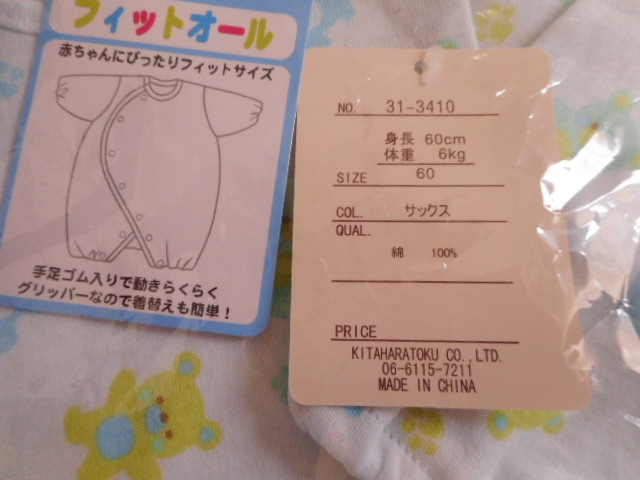 フィットオール
赤ちゃんにぴったりフィットサイズ
手足ゴム入りで動きらくらく
グリッパーなので着替えも簡単！
NO. 31-3410
身長 60cm
体重 6kg
SIZE 60
COL. サックス
QUAL.
綿 100%
PRICE
KITAHARATOKU CO.,LTD.
06-6115-7211
MADE IN CHINA